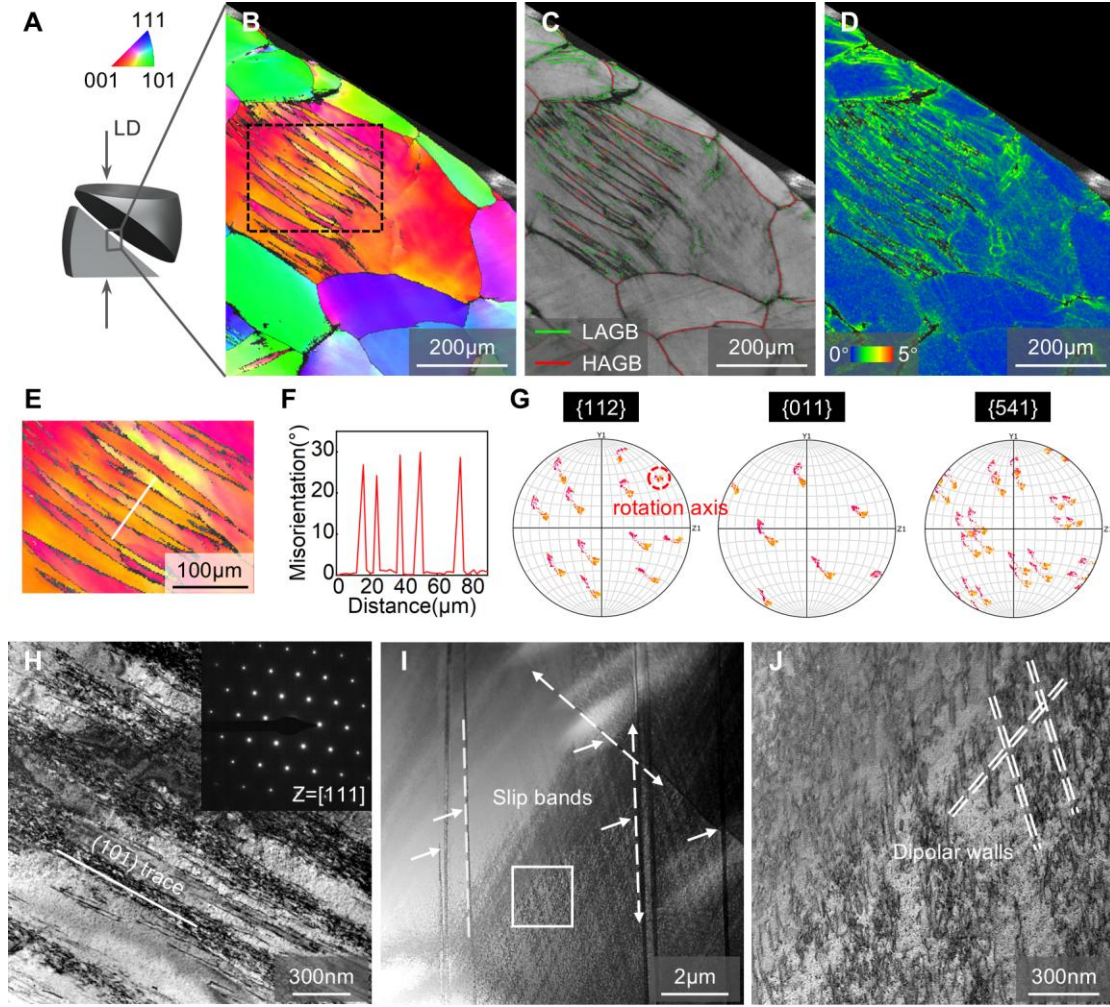 A
111
001
101
LD
B
200μm
C
LAGB
HAGB
200μm
D
0°
5°
200μm
E
100μm
F
Misorientation(°)
30
20
10
0
0 20 40 60 80
Distance(μm)
G
{112}
{011}
{541}
Y1
Z1
rotation axis
Y1
Z1
Y1
Z1
H
Z=[111]
(101) trace
300nm
I
Slip bands
2μm
J
Dipolar walls
300nm